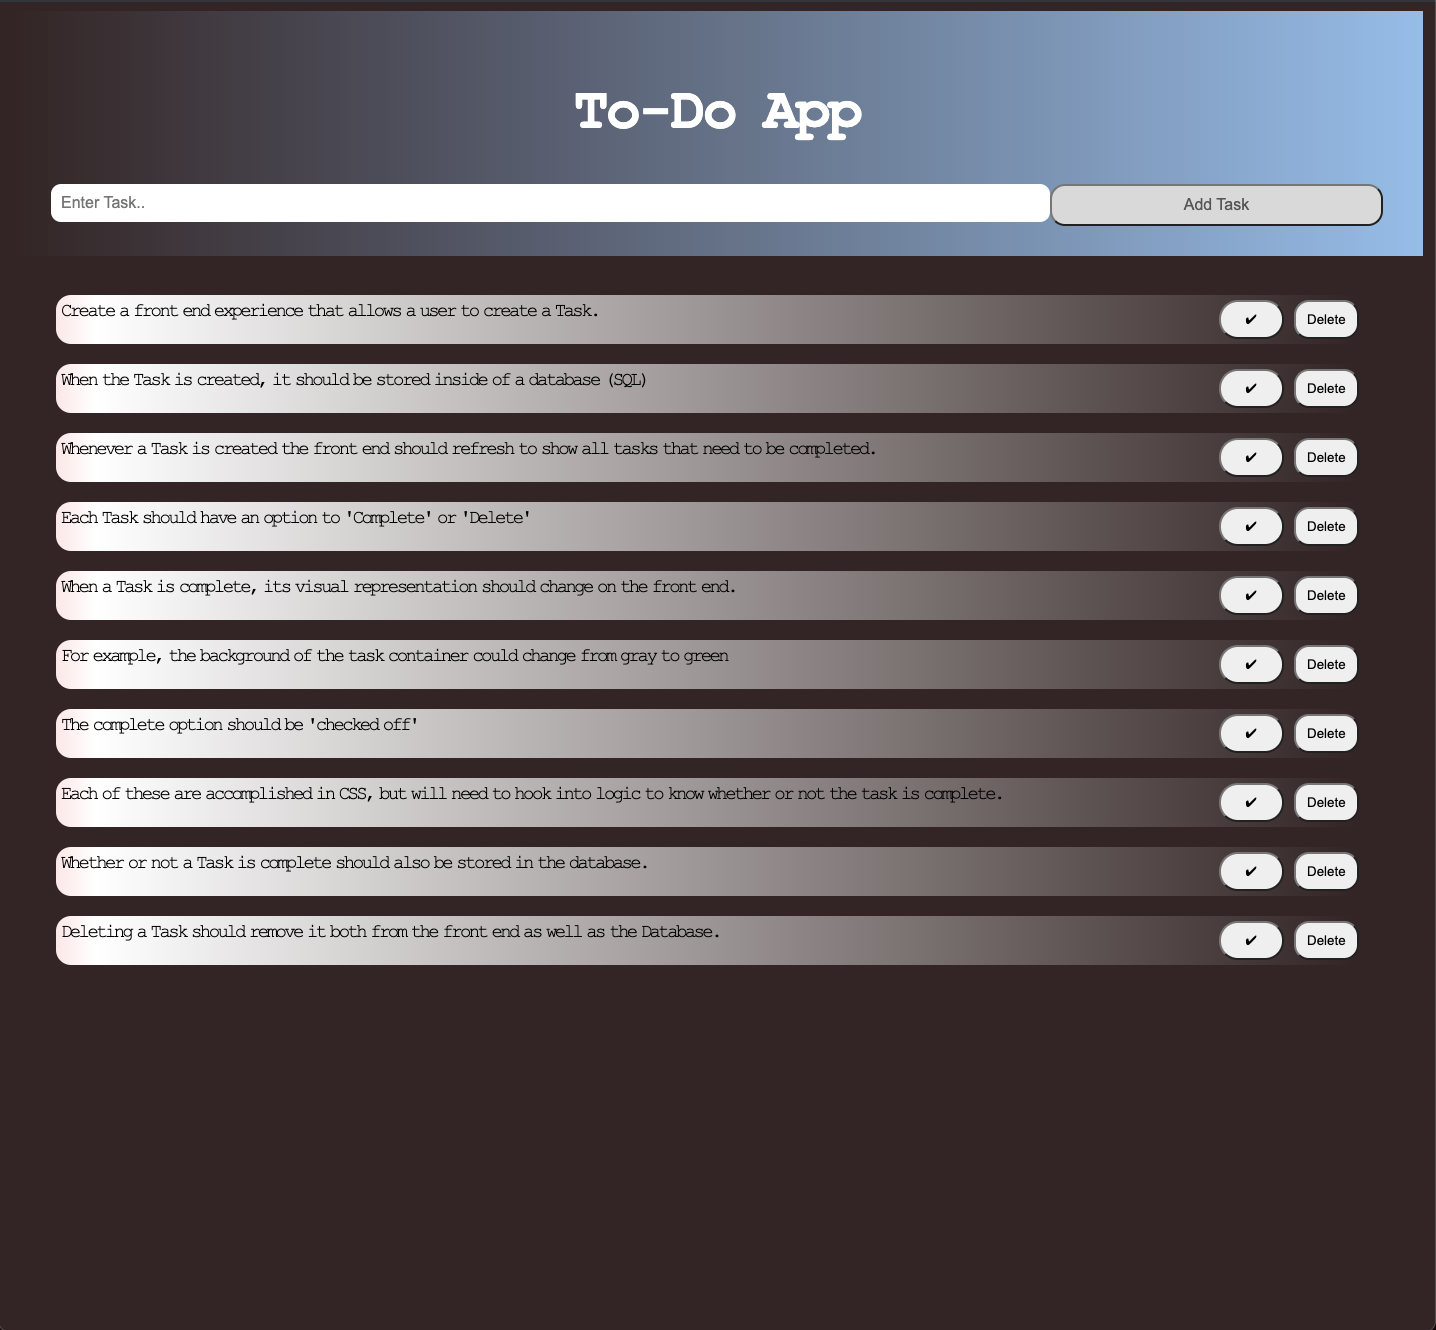 To-Do App
Enter Task.. Add Task
Create a front end experience that allows a user to create a Task. ✔ Delete
When the Task is created, it should be stored inside of a database (SQL) ✔ Delete
Whenever a Task is created the front end should refresh to show all tasks that need to be completed. ✔ Delete
Each Task should have an option to 'Complete' or 'Delete' ✔ Delete
When a Task is complete, its visual representation should change on the front end. ✔ Delete
For example, the background of the task container could change from gray to green ✔ Delete
The complete option should be 'checked off' ✔ Delete
Each of these are accomplished in CSS, but will need to hook into logic to know whether or not the task is complete. ✔ Delete
Whether or not a Task is complete should also be stored in the database. ✔ Delete
Deleting a Task should remove it both from the front end as well as the Database. ✔ Delete